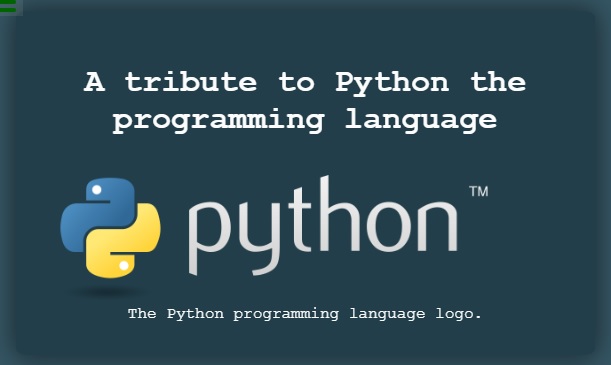 A tribute to Python the
programming language
python™
The Python programming language logo.